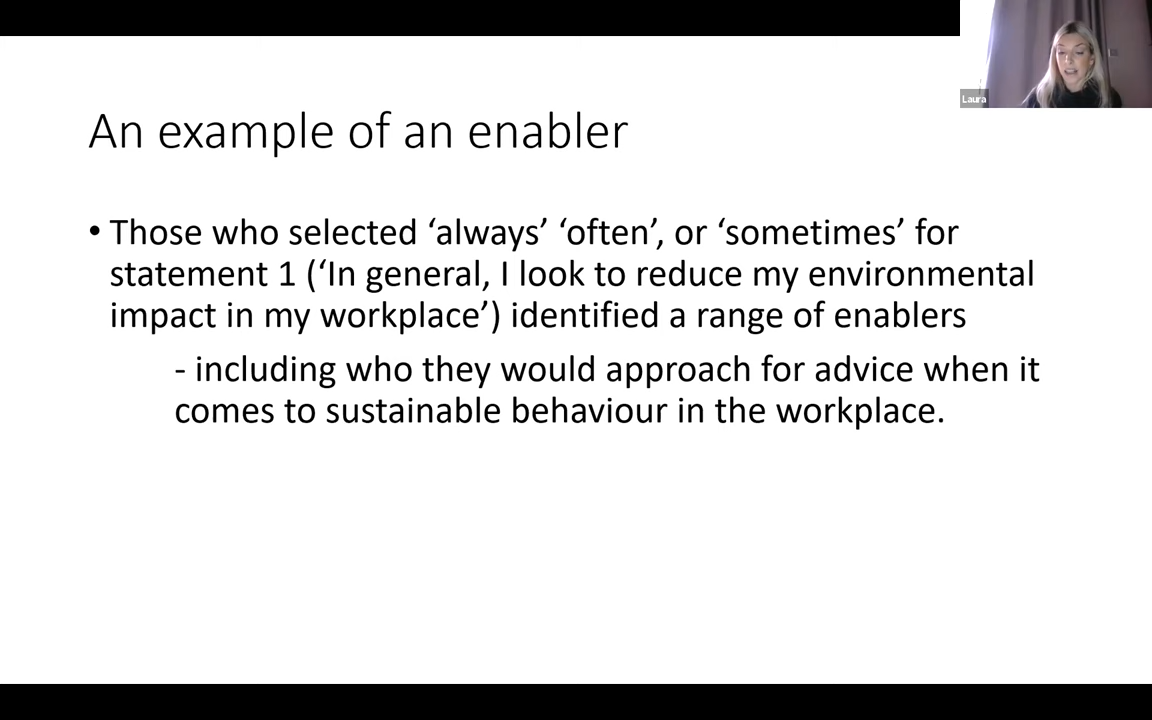 Laura
An example of an enabler
• Those who selected ‘always’ ‘often’, or ‘sometimes’ for
statement 1 (‘In general, I look to reduce my environmental
impact in my workplace’) identified a range of enablers
- including who they would approach for advice when it
comes to sustainable behaviour in the workplace.